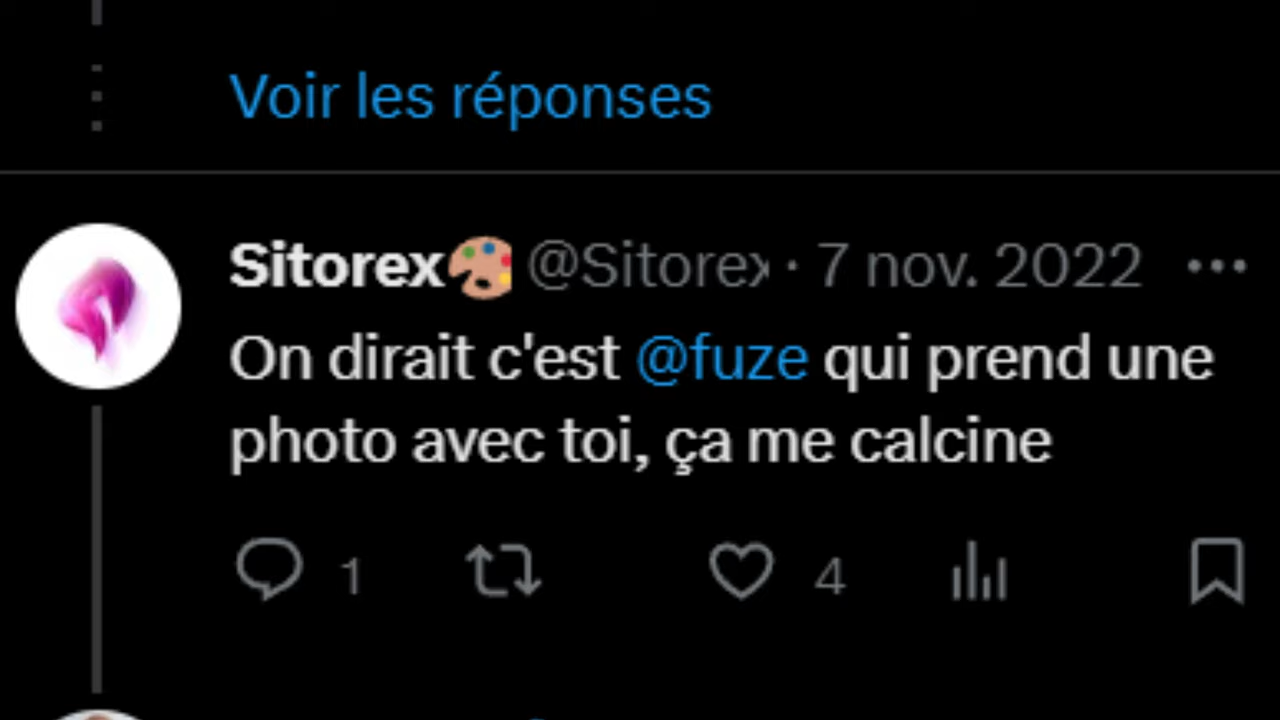 Voir les réponses
Sitorex🎨 @Sitorex · 7 nov. 2022
On dirait c'est @fuze qui prend une
photo avec toi, ça me calcine
1 4